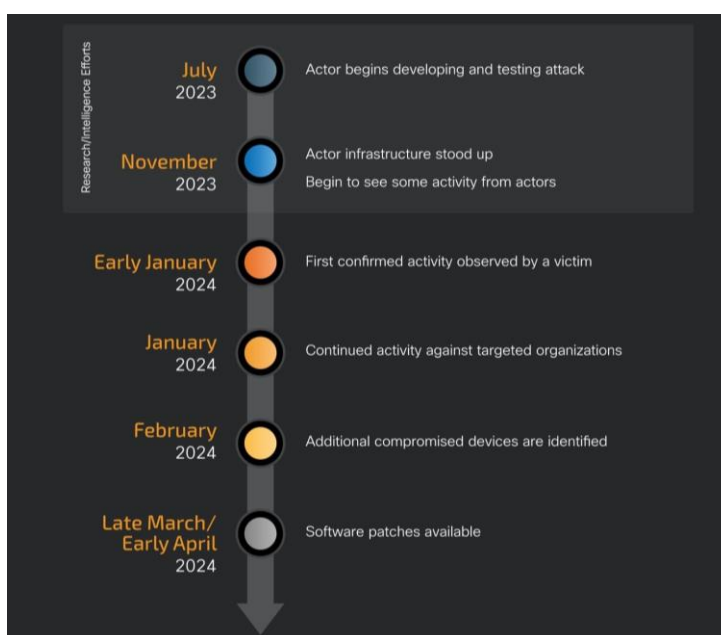 Research/Intelligence Efforts
July
2023
Actor begins developing and testing attack
November
2023
Actor infrastructure stood up
Begin to see some activity from actors
Early January
2024
First confirmed activity observed by a victim
January
2024
Continued activity against targeted organizations
February
2024
Additional compromised devices are identified
Late March/
Early April
2024
Software patches available